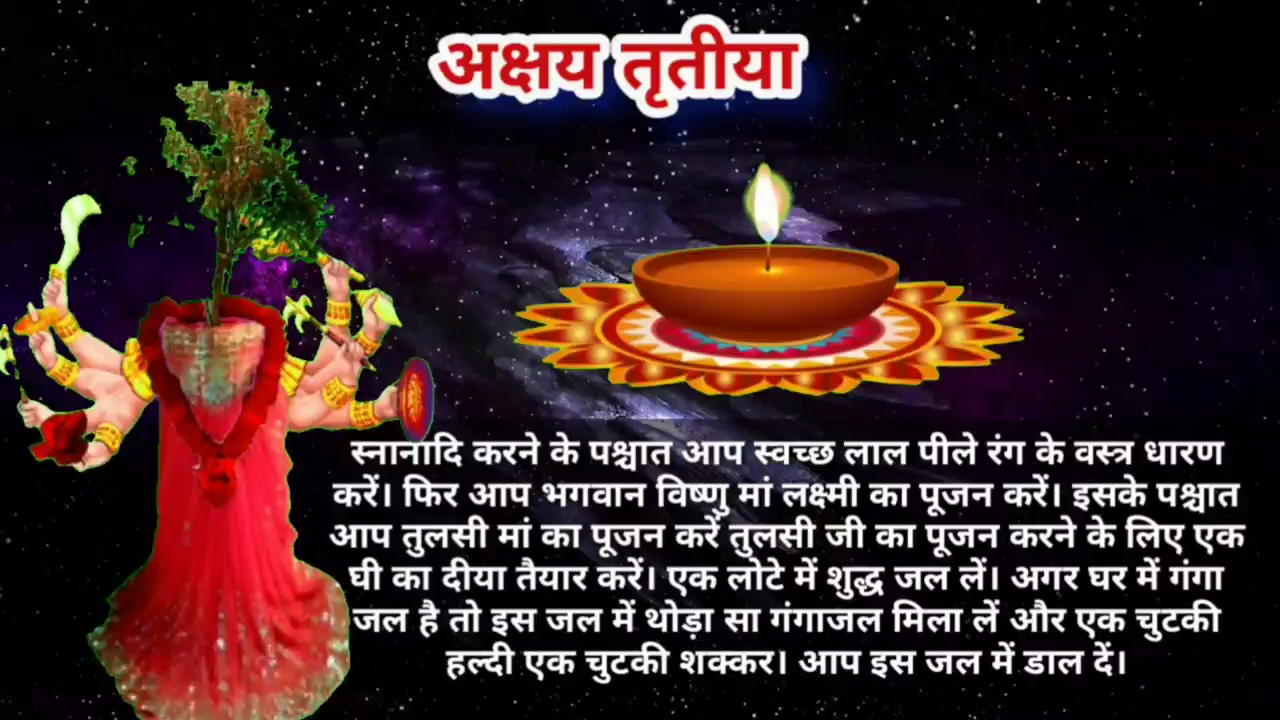 अक्षय तृतीया
स्नानादि करने के पश्चात आप स्वच्छ लाल पीले रंग के वस्त्र धारण
करें। फिर आप भगवान विष्णु मां लक्ष्मी का पूजन करें। इसके पश्चात
आप तुलसी मां का पूजन करें तुलसी जी का पूजन करने के लिए एक
घी का दीया तैयार करें। एक लोटे में शुद्ध जल लें। अगर घर में गंगा
जल है तो इस जल में थोड़ा सा गंगाजल मिला लें और एक चुटकी
हल्दी एक चुटकी शक्कर। आप इस जल में डाल दें।